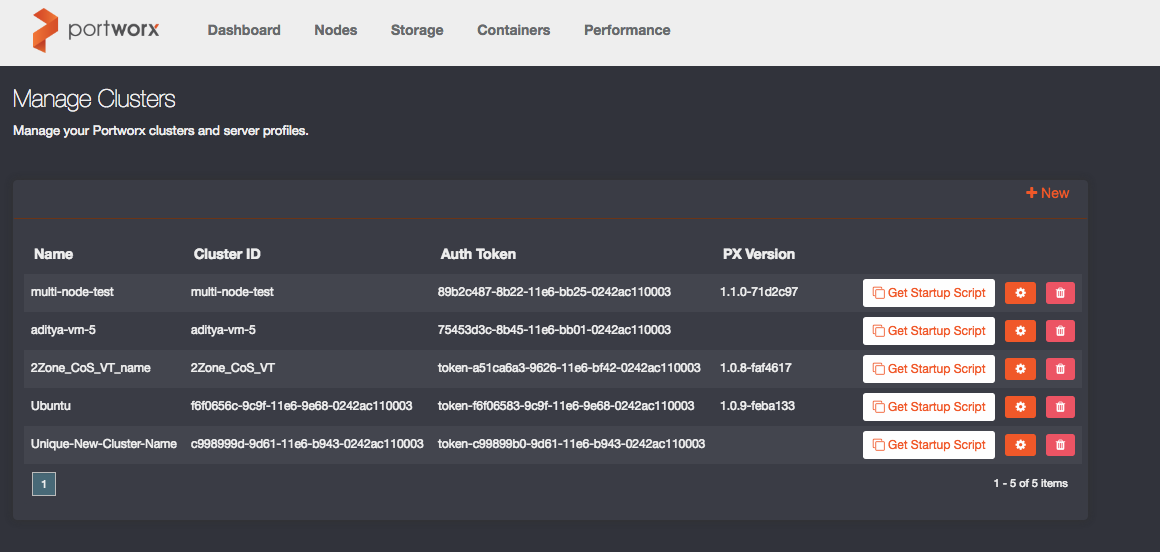 portworx Dashboard Nodes Storage Containers Performance
Manage Clusters
Manage your Portworx clusters and server profiles.
New
Name Cluster ID Auth Token PX Version
multi-node-test multi-node-test 89b2c487-8b22-11e6-bb25-0242ac110003 1.1.0-71d2c97 Get Startup Script
aditya-vm-5 aditya-vm-5 75453d3c-8b45-11e6-bb01-0242ac110003 Get Startup Script
2Zone_CoS_VT_name 2Zone_CoS_VT token-a51ca6a3-9626-11e6-bf42-0242ac110003 1.0.8-faf4617 Get Startup Script
Ubuntu f6f0656c-9c9f-11e6-9e68-0242ac110003 token-f6f06583-9c9f-11e6-9e68-0242ac110003 1.0.9-feba133 Get Startup Script
Unique-New-Cluster-Name c998999d-9d61-11e6-b943-0242ac110003 token-c99899b0-9d61-11e6-b943-0242ac110003 Get Startup Script
1 1 - 5 of 5 items